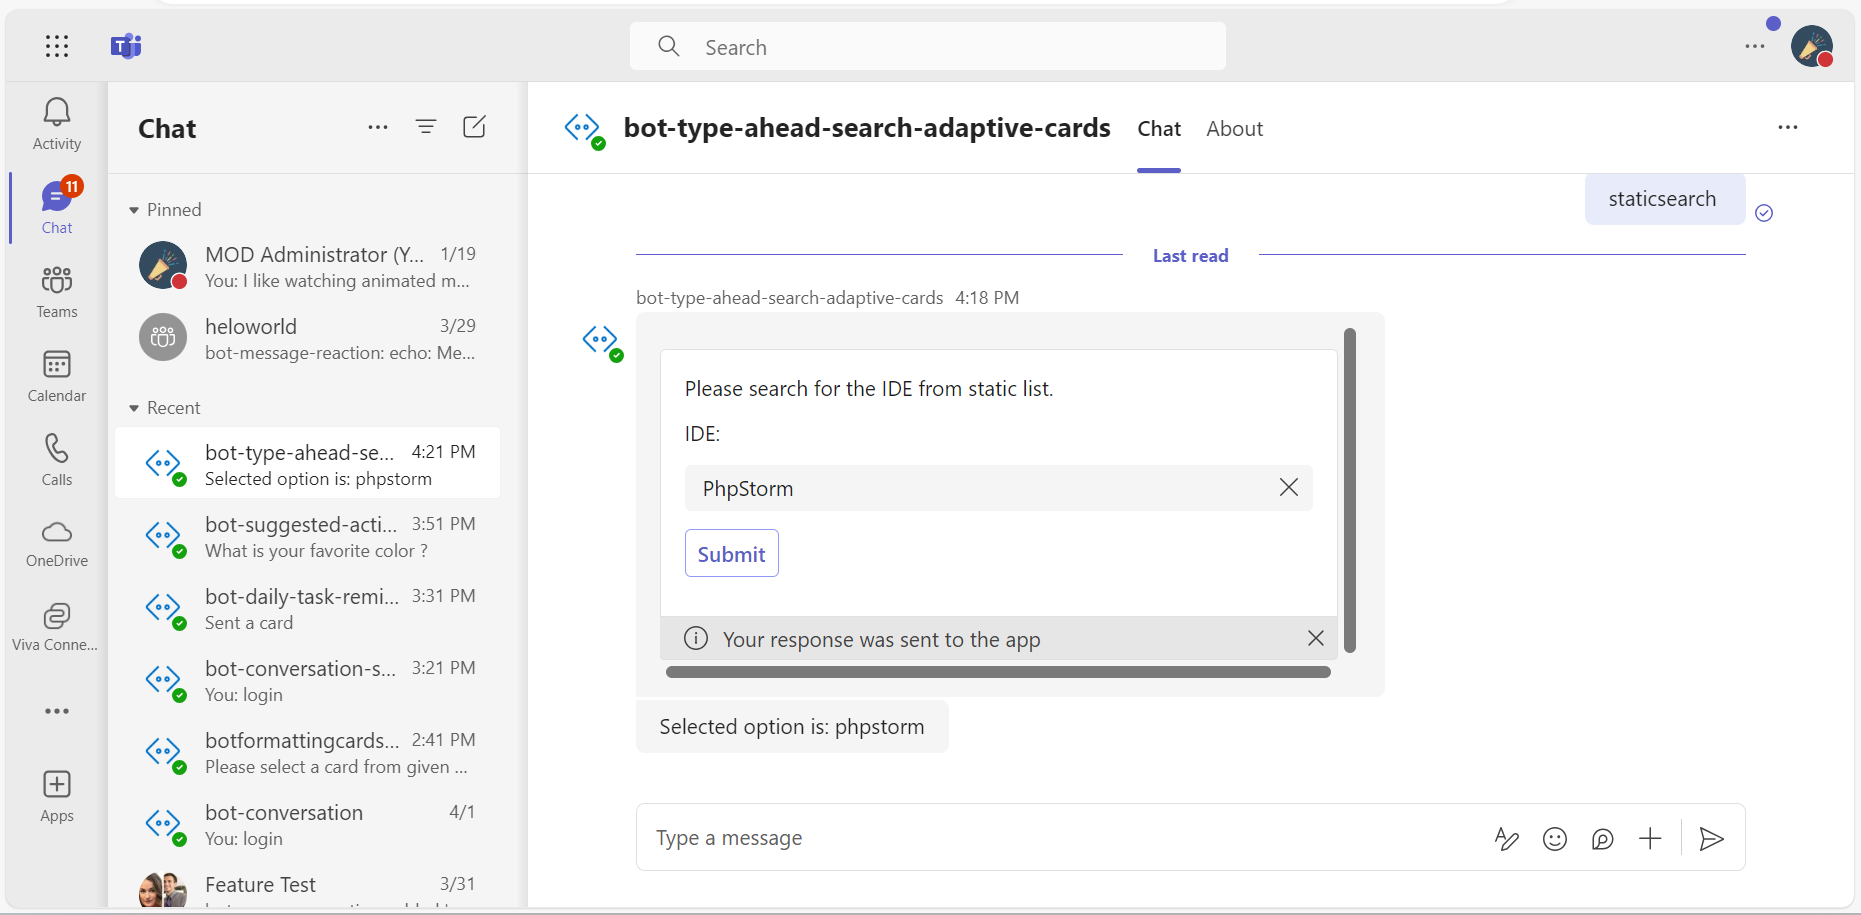 Search
Activity
11
Chat
Teams
Calendar
Calls
OneDrive
Viva Conne...
Apps
Chat
Pinned
MOD Administrator (Y... 1/19
You: I like watching animated m...
heloworld 3/29
bot-message-reaction: echo: Me...
Recent
bot-type-ahead-se... 4:21 PM
Selected option is: phpstorm
bot-suggested-acti... 3:51 PM
What is your favorite color ?
bot-daily-task-remi... 3:31 PM
Sent a card
bot-conversation-s... 3:21 PM
You: login
botformattingcards... 2:41 PM
Please select a card from given ...
bot-conversation 4/1
You: login
Feature Test 3/31
bot-type-ahead-search-adaptive-cards Chat About
staticsearch
Last read
bot-type-ahead-search-adaptive-cards 4:18 PM
Please search for the IDE from static list.
IDE:
PhpStorm
Submit
Your response was sent to the app
Selected option is: phpstorm
Type a message